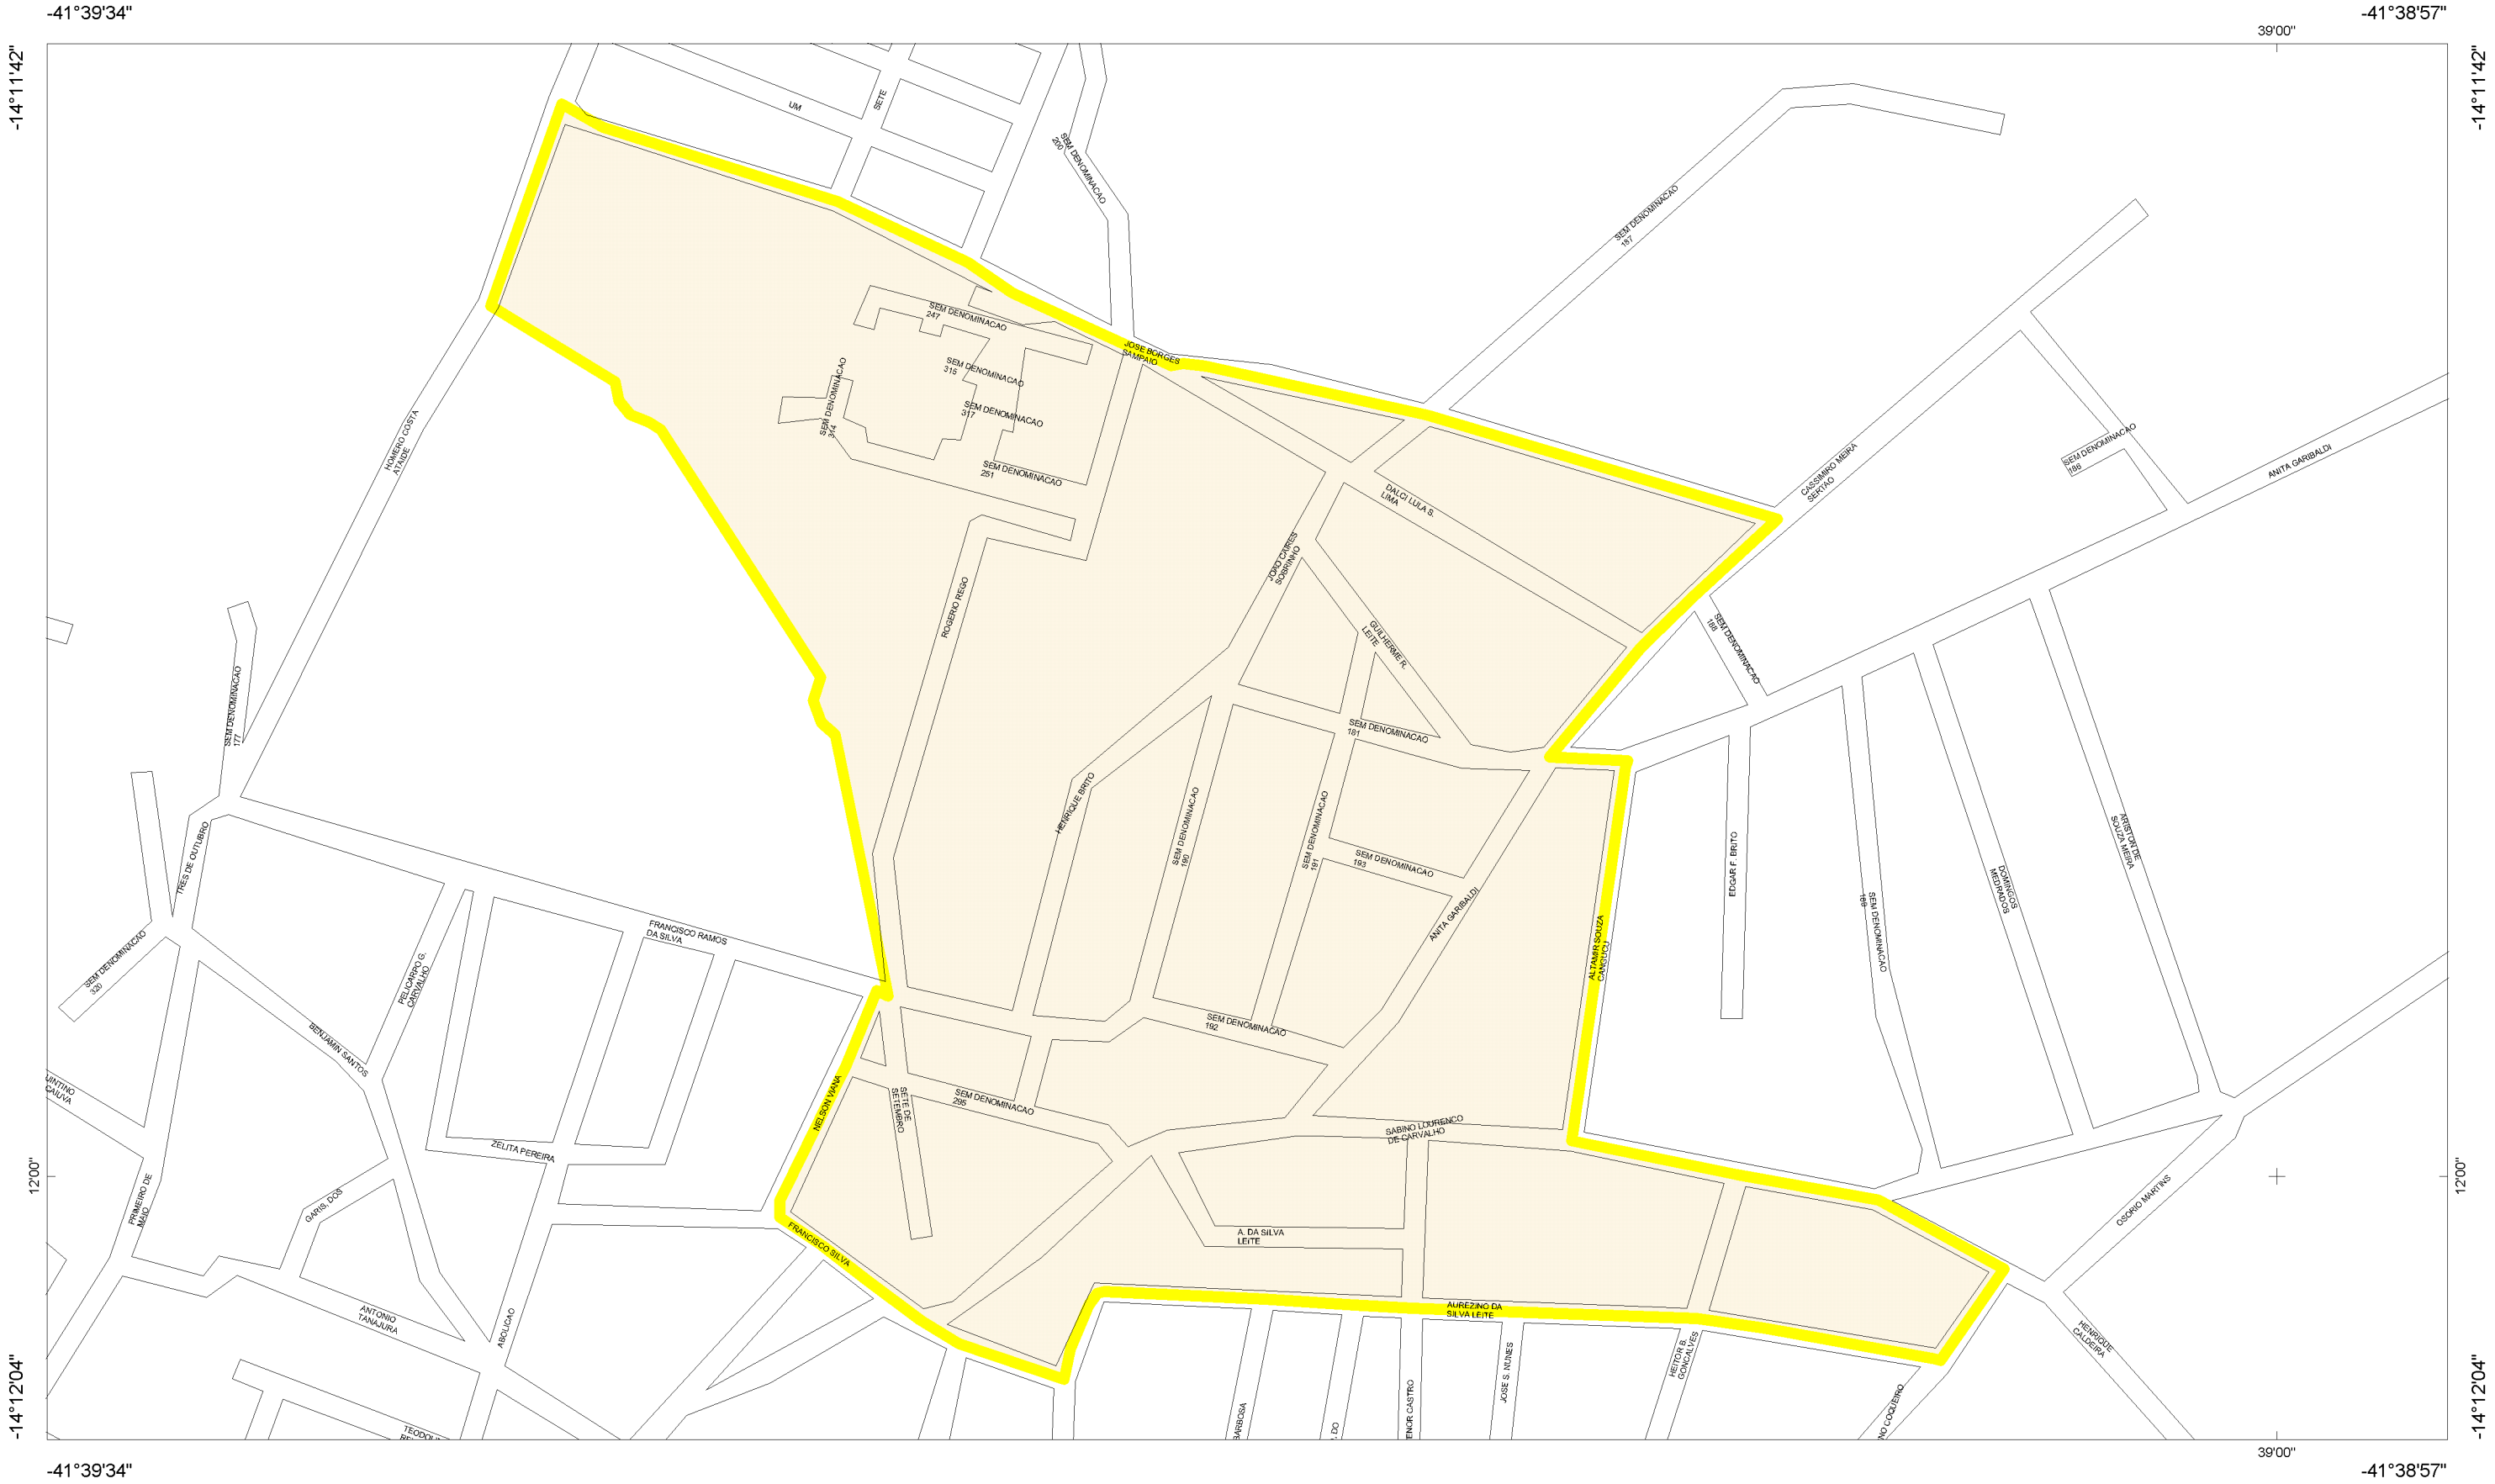 -41°39'34"
-41°38'57"
39'00"
-14°11'42"
-14°11'42"
UM
SETE
SEM DENOMINACAO
200
SEM DENOMINACAO
187
SEM DENOMINACAO
247
JOSE BORGES
SAMPAIO
SEM DENOMINACAO
315
SEM DENOMINACAO
314
SEM DENOMINACAO
317
SEM DENOMINACAO
251
HOMERO COSTA
ATAIDE
DALCI LULA S.
LIMA
CASSIMIRO MEIRA
SERTAO
SEM DENOMINACAO
186
ANITA GARIBALDI
JOAO CAIRES
SOBRINHO
ROGERIO REGO
GUILHERME R.
LEITE
SEM DENOMINACAO
188
SEM DENOMINACAO
177
SEM DENOMINACAO
181
HENRIQUE BRITO
SEM DENOMINACAO
190
SEM DENOMINACAO
191
SEM DENOMINACAO
193
TRES DE OUTUBRO
EDGAR F. BRITO
ARISTON DE
SOUZA MEIRA
DOMINGOS
MEDRADOS
SEM DENOMINACAO
ANITA GARIBALDI
ALTAMIR SOUZA
CANGUCU
FRANCISCO RAMOS
DA SILVA
SEM DENOMINACAO
320
PELICARPO G.
CARVALHO
BENJAMIN SANTOS
SEM DENOMINACAO
192
UINTINO
CAIUVA
NELSON VIANA
SETE DE
SETEMBRO
SEM DENOMINACAO
295
SABINO LOURENCO
DE CARVALHO
ZELITA PEREIRA
12'00"
12'00"
PRIMEIRO DE
MAIO
GARIS, DOS
FRANCISCO SILVA
A. DA SILVA
LEITE
OSORIO MARTINS
ANTONIO
TANAJURA
ABOLICAO
AUREZINO DA
SILVA LEITE
JOSE S. NUNES
HEITOR B.
GONCALVES
HENRIQUE
CALDEIRA
-14°12'04"
-14°12'04"
BARBOSA
DO
ENOR CASTRO
NO COQUEIRO
39'00"
-41°39'34"
-41°38'57"